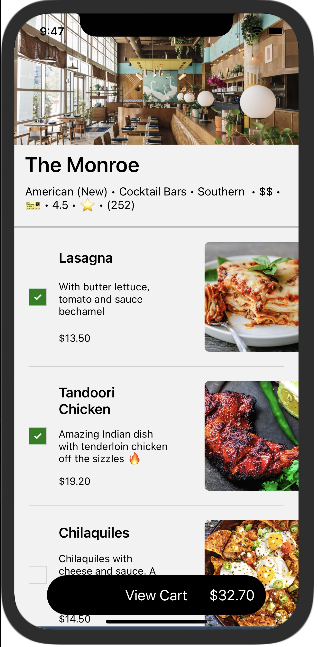 9:47
The Monroe
American (New) • Cocktail Bars • Southern • $$ •
🎫 • 4.5 • ⭐ • (252)
Lasagna
With butter lettuce,
tomato and sauce
bechamel
$13.50
Tandoori
Chicken
Amazing Indian dish
with tenderloin chicken
off the sizzles 🔥
$19.20
Chilaquiles
Chilaquiles with
cheese and sauce. A
View Cart $32.70
$14.50